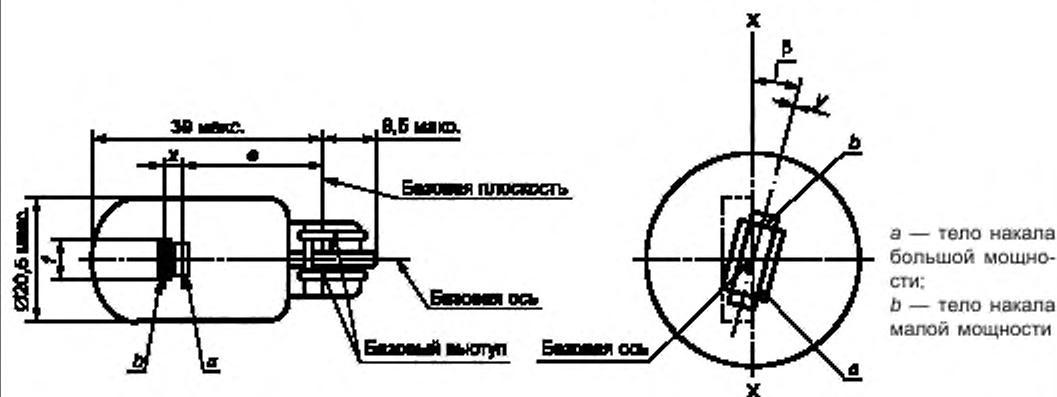 X
β
γ
39 макс.
9,5 макс.
x
e
b
Базовая плоскость
Ø20,5 макс.
f
a — тело накала
большой мощно-
сти;
b — тело накала
малой мощности
Базовая ось
Базовый выступ
Базовая ось
b
a
a
X